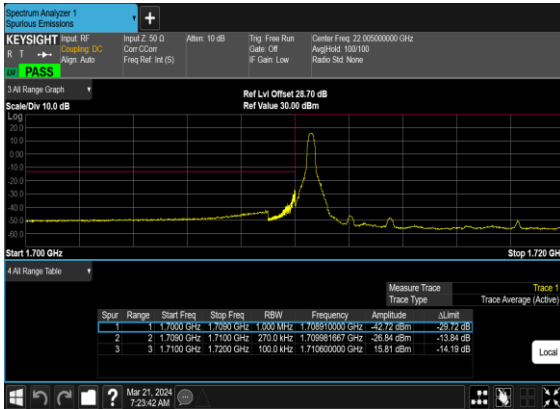 Spectrum Analyzer 1
Spurious Emissions
+
KEYSIGHT Input: RF Input Z: 50 Ω Atten: 10 dB Trig: Free Run Center Freq: 22.005000000 GHz
R T Coupling: DC Corr CCorr Gate: Off Avg|Hold: 100/100
Align: Auto Freq Ref: Int (S) IF Gain: Low Radio Std: None
LXI PASS
3 All Range Graph
Ref Lvl Offset 28.70 dB
Scale/Div 10.0 dB Ref Value 30.00 dBm
Log
20.0
10.0
0.00
-10.0
-20.0
-30.0
-40.0
-50.0
-60.0
Start 1.700 GHz Stop 1.720 GH
4 All Range Table
Measure Trace Trace 1
Trace Type Trace Average (Active)
Spur Range Start Freq Stop Freq RBW Frequency Amplitude ΔLimit
1 1 1.7000 GHz 1.7090 GHz 1.000 MHz 1.708910000 GHz -42.72 dBm -29.72 dB
2 2 1.7090 GHz 1.7100 GHz 270.0 kHz 1.709981667 GHz -26.84 dBm -13.84 dB
3 3 1.7100 GHz 1.7200 GHz 100.0 kHz 1.710600000 GHz 15.81 dBm -14.19 dB
Local
?
Mar 21, 2024
7:23:42 AM